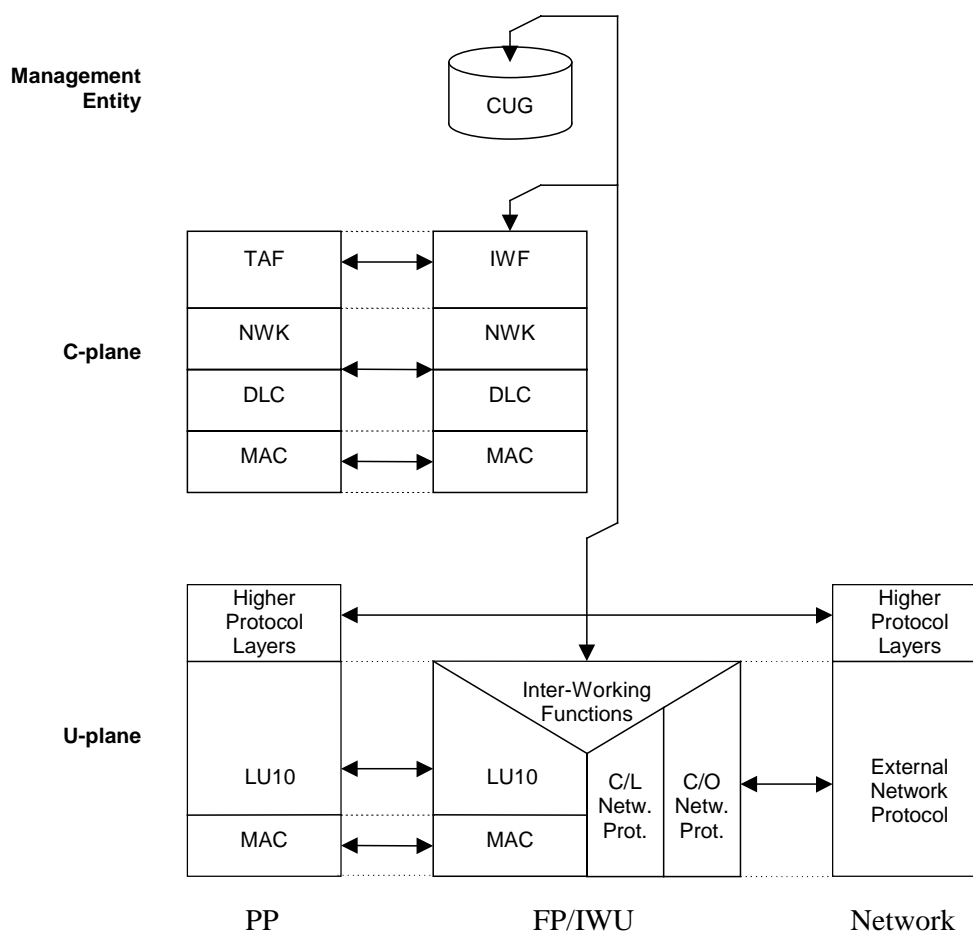 Management
Entity
CUG
TAF
IWF
C-plane
NWK
NWK
DLC
DLC
MAC
MAC
Higher
Protocol
Layers
Higher
Protocol
Layers
Inter-Working
Functions
U-plane
LU10
LU10
C/L
Netw.
Prot.
C/O
Netw.
Prot.
External
Network
Protocol
MAC
MAC
PP
FP/IWU
Network